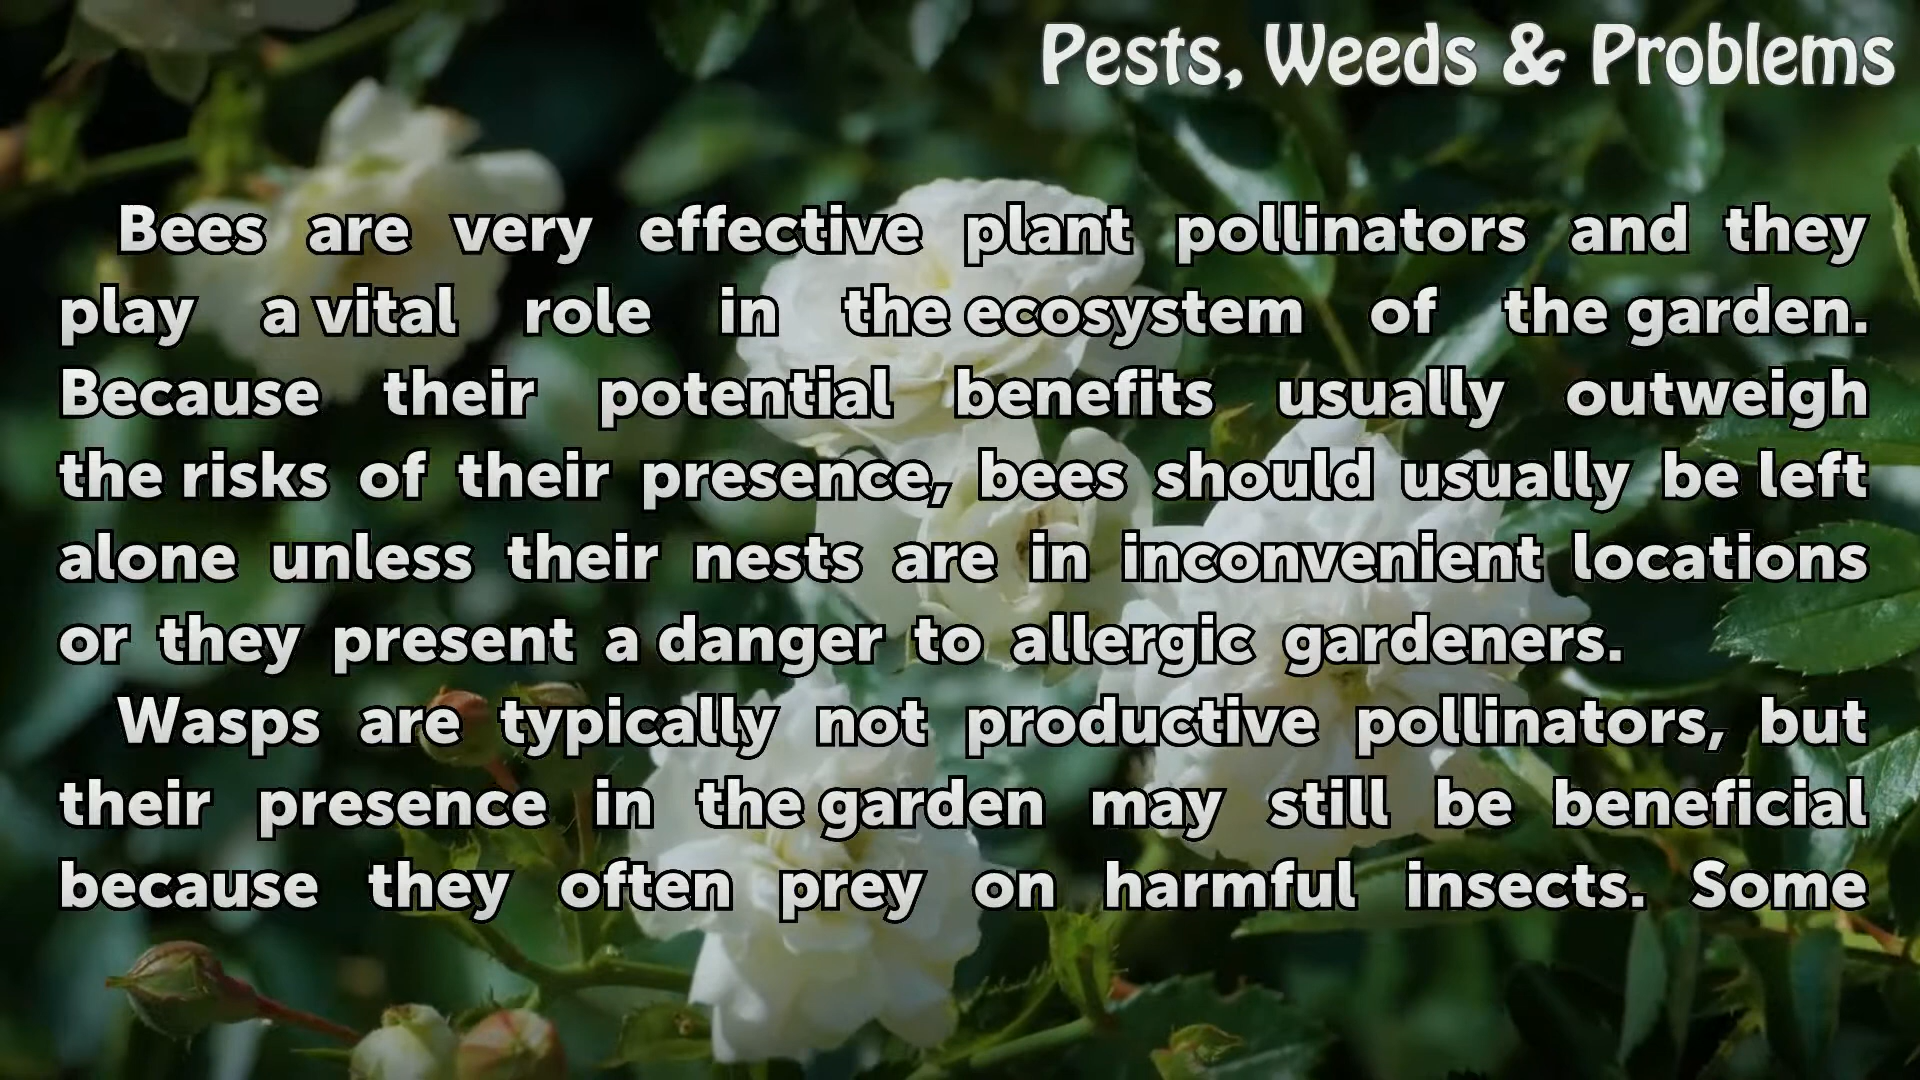 Pests, Weeds & Problems
Bees are very effective plant pollinators and they
play a vital role in the ecosystem of the garden.
Because their potential benefits usually outweigh
the risks of their presence, bees should usually be left
alone unless their nests are in inconvenient locations
or they present a danger to allergic gardeners.
Wasps are typically not productive pollinators, but
their presence in the garden may still be beneficial
because they often prey on harmful insects. Some